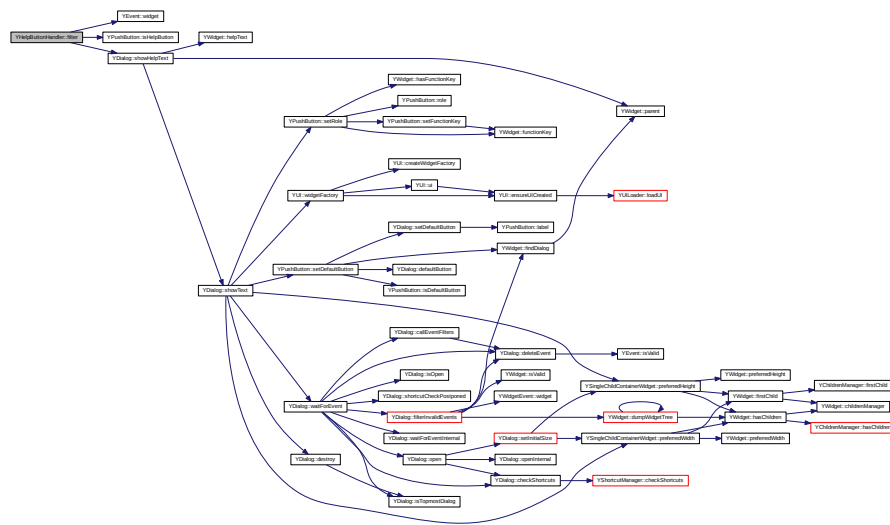 YHelpButtonHandler::filter
YEvent::widget
YPushButton::isHelpButton
YDialog::showHelpText
YWidget::helpText
YDialog::showText
YPushButton::setRole
YWidget::hasFunctionKey
YPushButton::role
YPushButton::setFunctionKey
YWidget::functionKey
YWidget::parent
YUI::widgetFactory
YUI::createWidgetFactory
YUI::ui
YUI::ensureUICreated
YUILoader::loadUI
YPushButton::setDefaultButton
YDialog::setDefaultButton
YPushButton::label
YWidget::findDialog
YDialog::defaultButton
YPushButton::isDefaultButton
YDialog::waitForEvent
YDialog::callEventFilters
YDialog::deleteEvent
YEvent::isValid
YDialog::isOpen
YDialog::shortcutCheckPostponed
YDialog::filterInvalidEvents
YWidget::isValid
YWidgetEvent::widget
YDialog::waitForEventInternal
YDialog::open
YDialog::setInitialSize
YDialog::openInternal
YDialog::checkShortcuts
YShortcutManager::checkShortcuts
YDialog::destroy
YDialog::isTopmostDialog
YSingleChildContainerWidget::preferredHeight
YWidget::dumpWidgetTree
YSingleChildContainerWidget::preferredWidth
YWidget::preferredHeight
YWidget::firstChild
YWidget::hasChildren
YWidget::preferredWidth
YChildrenManager::firstChild
YWidget::childrenManager
YChildrenManager::hasChildren